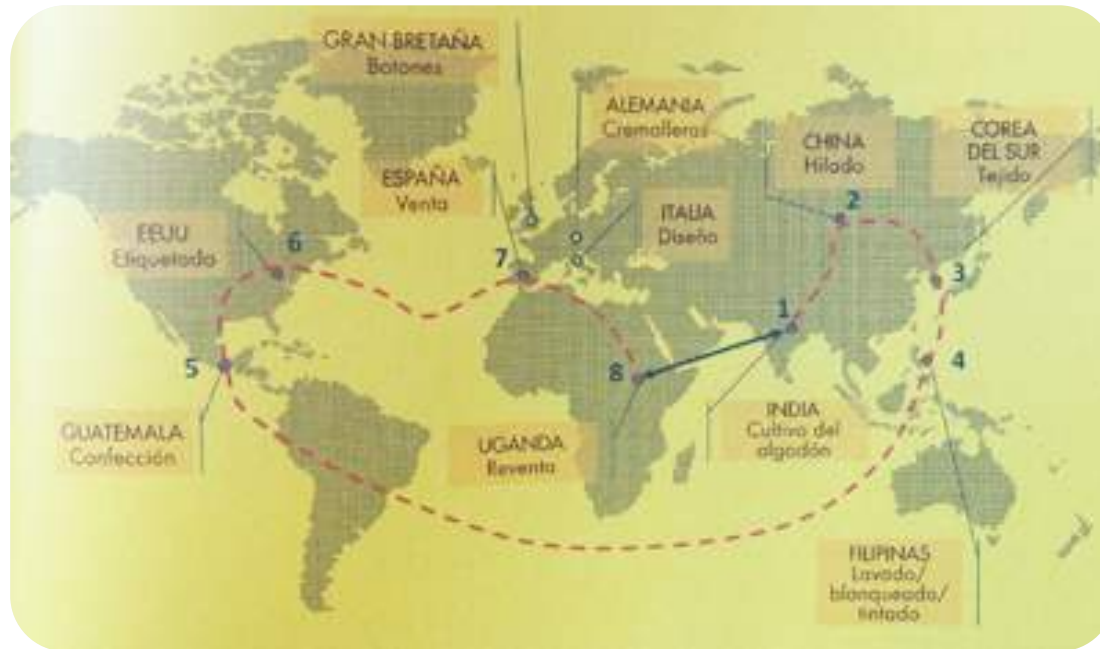 GRAN BRETAÑA
Botones
ALEMANIA
Cremalleras
CHINA
Hilado
COREA
DEL SUR
Tejido
ESPAÑA
Venta
ITALIA
Diseño
EEUU
Etiquetado
2
6
7
3
1
5
8
4
GUATEMALA
Confección
UGANDA
Reventa
INDIA
Cultivo del
algodón
FILIPINAS
Lavado/
blanqueado/
tintado